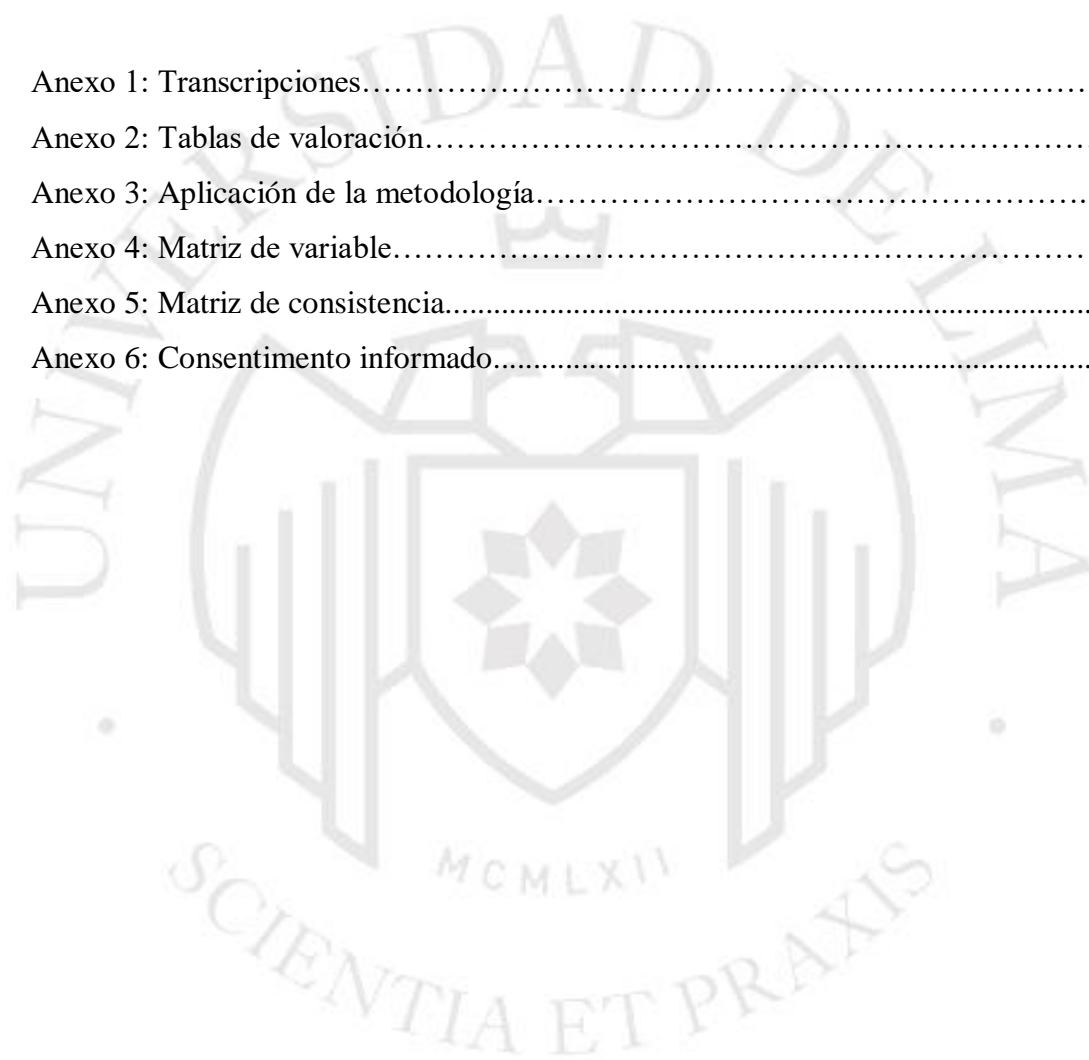 Anexo 1: Transcripciones…………………………………………………………………
Anexo 2: Tablas de valoración……………………………………………………………
Anexo 3: Aplicación de la metodología……………………………………………….
Anexo 4: Matriz de variable………………………………………………………………
Anexo 5: Matriz de consistencia......................................................................................
Anexo 6: Consentimento informado..............................................................................
UNIVERSIDAD DE LIMA
MCMLXII
SCIENTIA ET PRAXIS